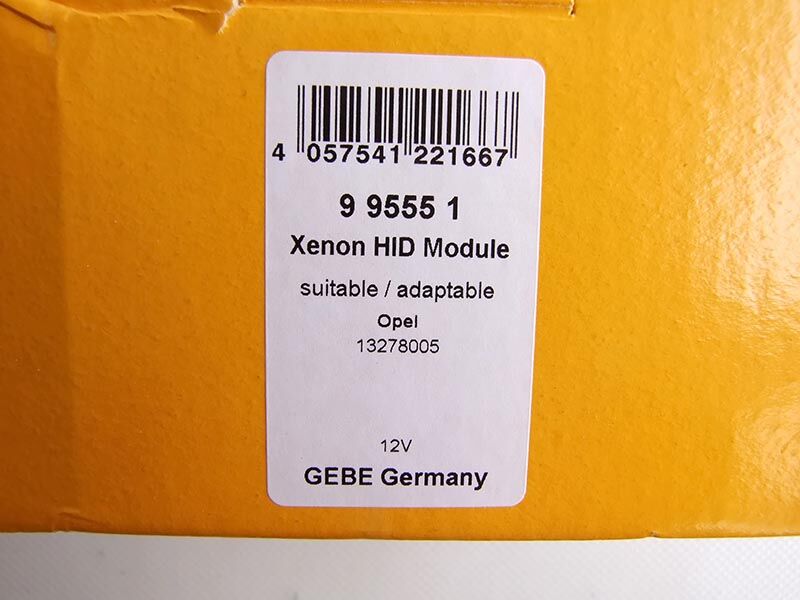 4 057541 221667
9 9555 1
Xenon HID Module
suitable / adaptable
Opel
13278005
12V
GEBE Germany